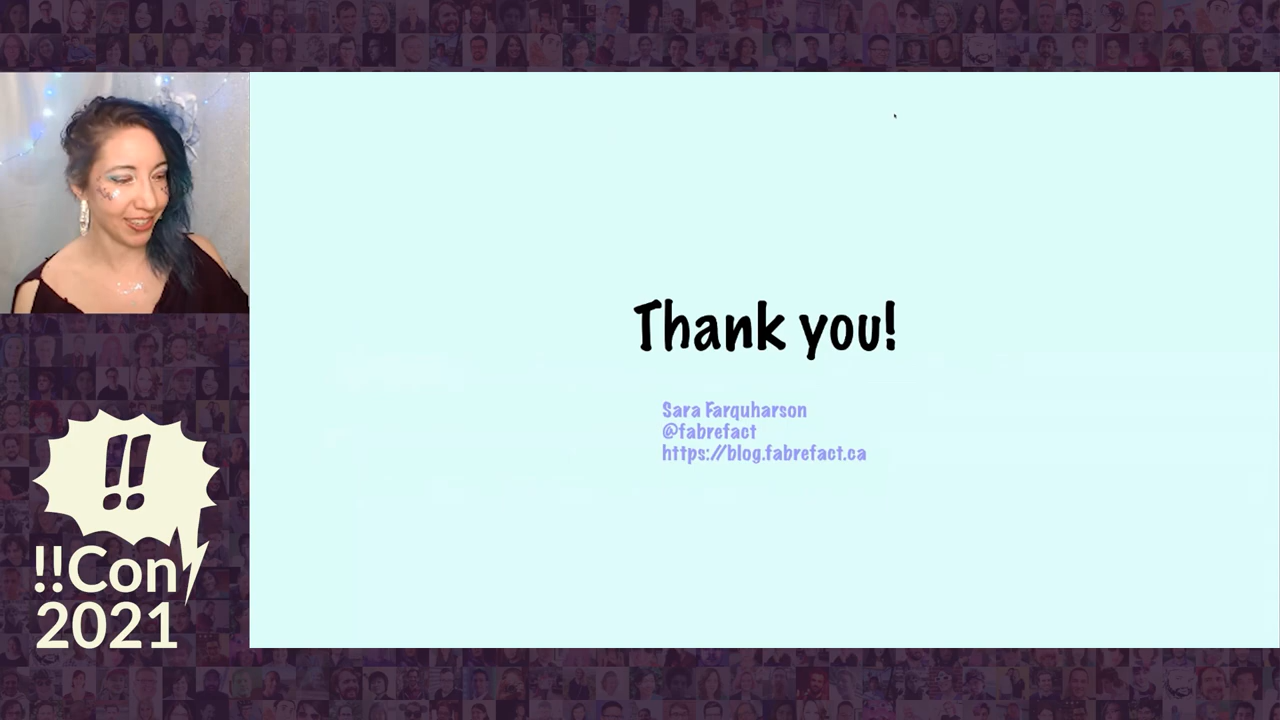 Thank you!
Sara Farquharson
@fabrefact
https://blog.fabrefact.ca
!!
!!Con
2021